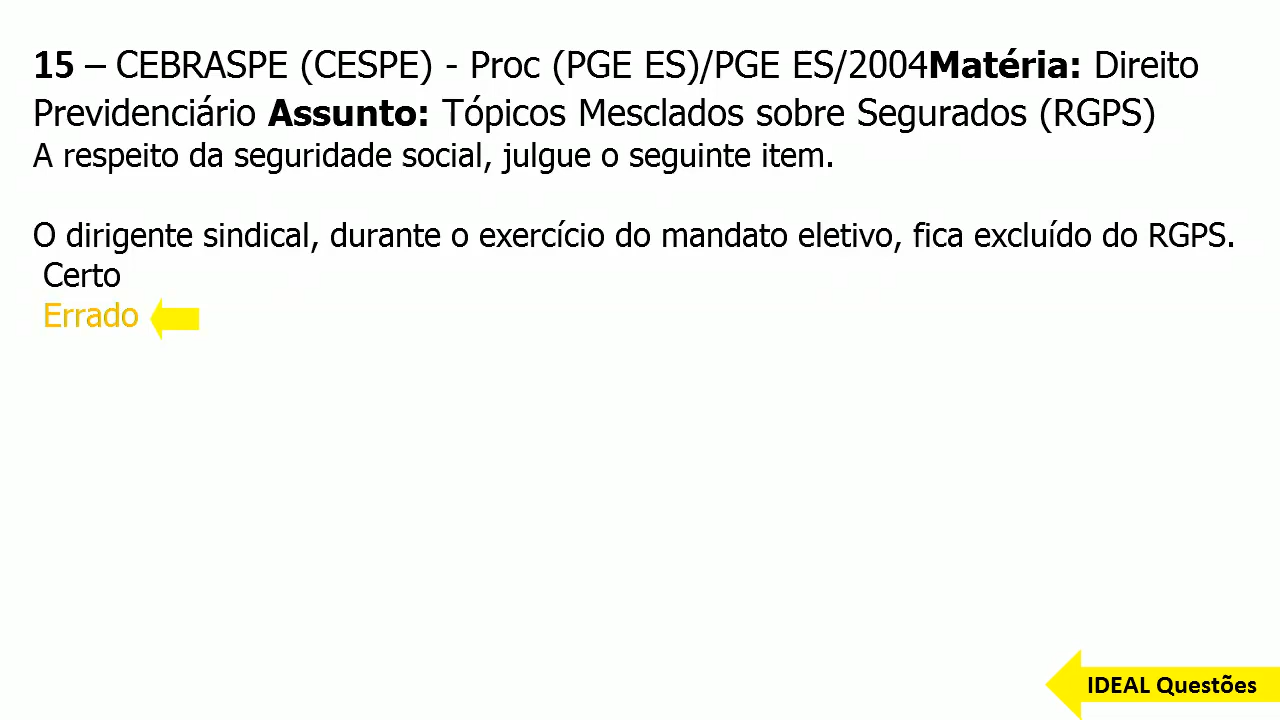 15 – CEBRASPE (CESPE) - Proc (PGE ES)/PGE ES/2004Matéria: Direito
Previdenciário Assunto: Tópicos Mesclados sobre Segurados (RGPS)
A respeito da seguridade social, julgue o seguinte item.
O dirigente sindical, durante o exercício do mandato eletivo, fica excluído do RGPS.
Certo
Errado
IDEAL Questões